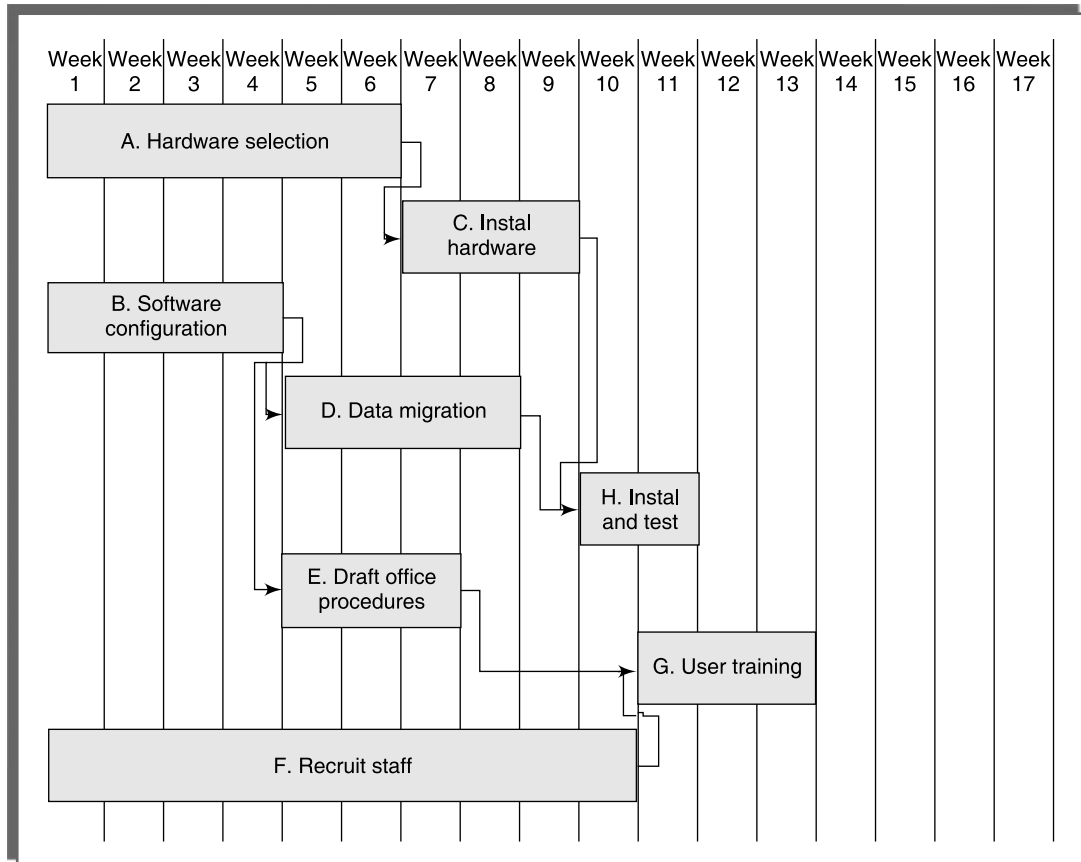 Week Week Week Week Week Week Week Week Week Week Week Week Week Week Week Week Week
1 2 3 4 5 6 7 8 9 10 11 12 13 14 15 16 17
A. Hardware selection
C. Instal
hardware
B. Software
configuration
D. Data migration
H. Instal
and test
E. Draft office
procedures
G. User training
F. Recruit staff